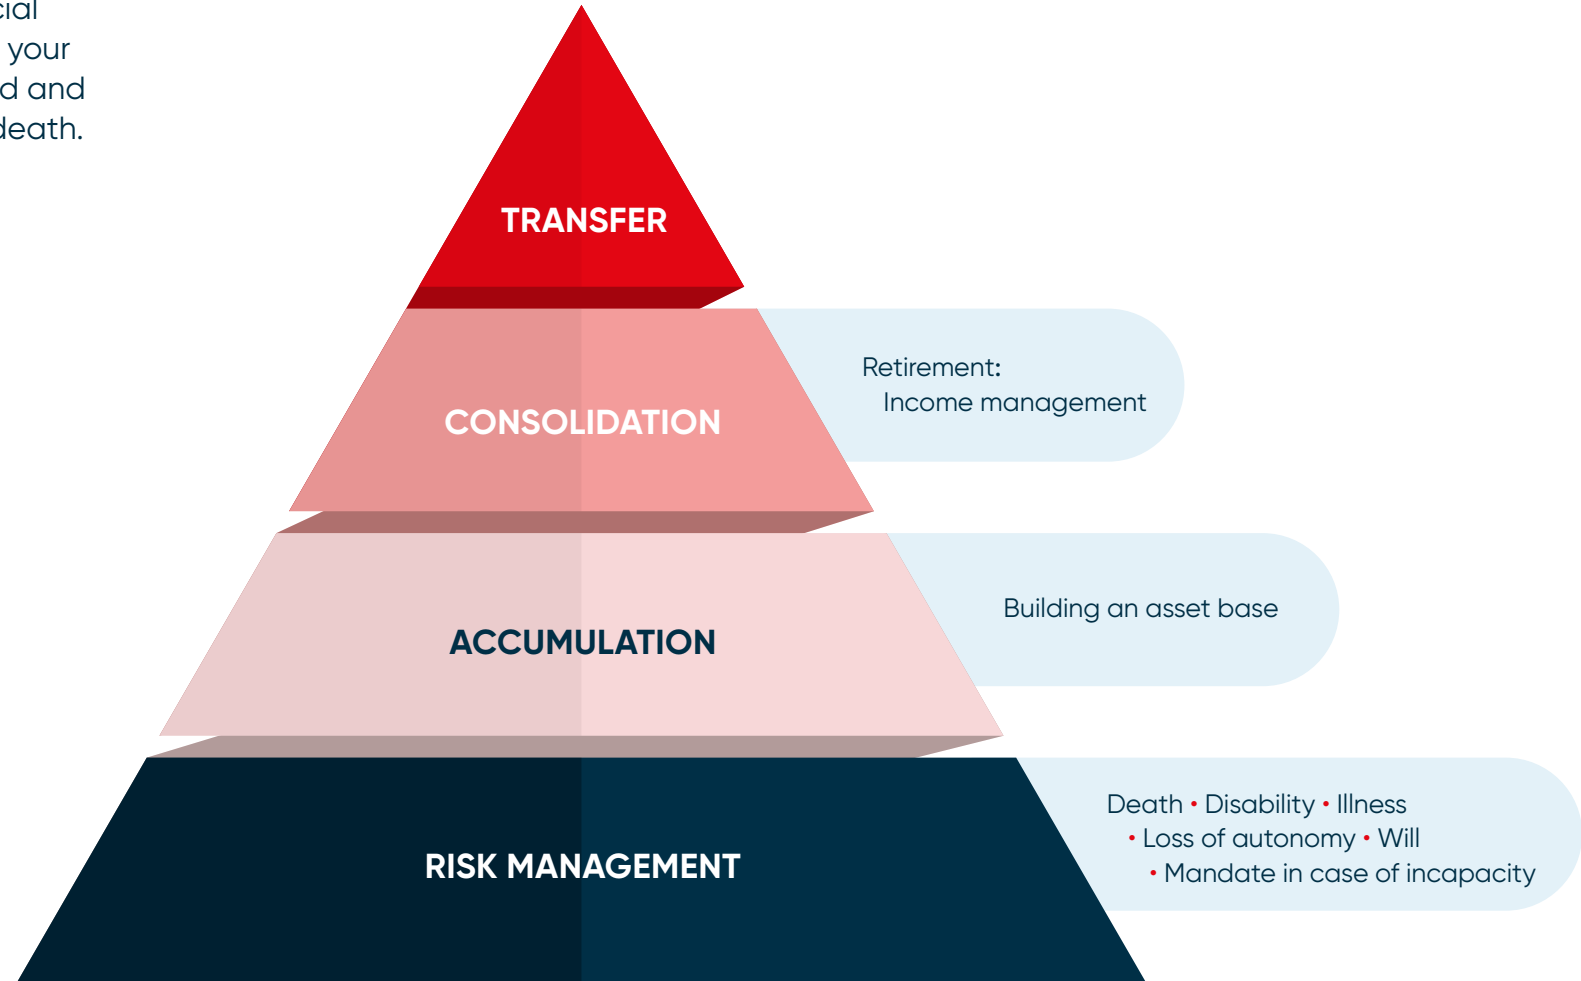 your
and
death.
TRANSFER
Retirement:
Income management
CONSOLIDATION
Building an asset base
ACCUMULATION
Death • Disability • Illness
• Loss of autonomy • Will
• Mandate in case of incapacity
RISK MANAGEMENT